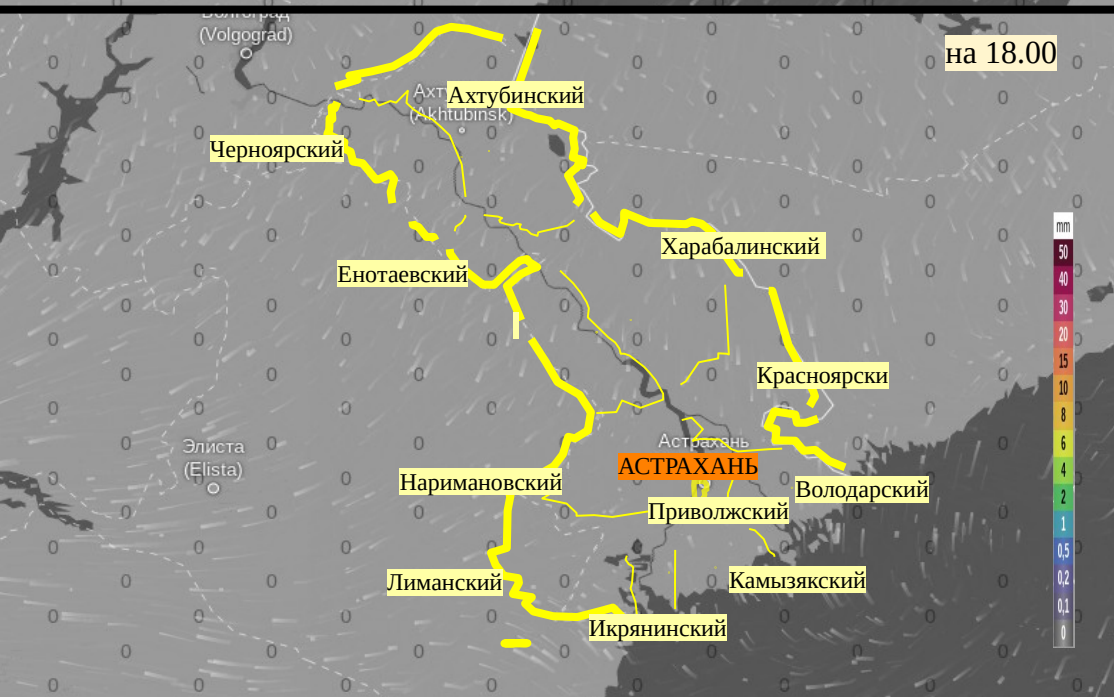 Волгоград
(Volgograd)
на 18.00
Ахту
Ахтубинский
(Akhtubinsk)
Черноярский
Харабалинский
Енотаевский
mm
50
40
30
20
15
10
8
6
4
2
1
0,5
0,2
0,1
0
Красноярски
Элиста
(Elista)
Астрахань
АСТРАХАНЬ
Наримановский
Володарский
Приволжский
Лиманский
Камызякский
Икрянинский